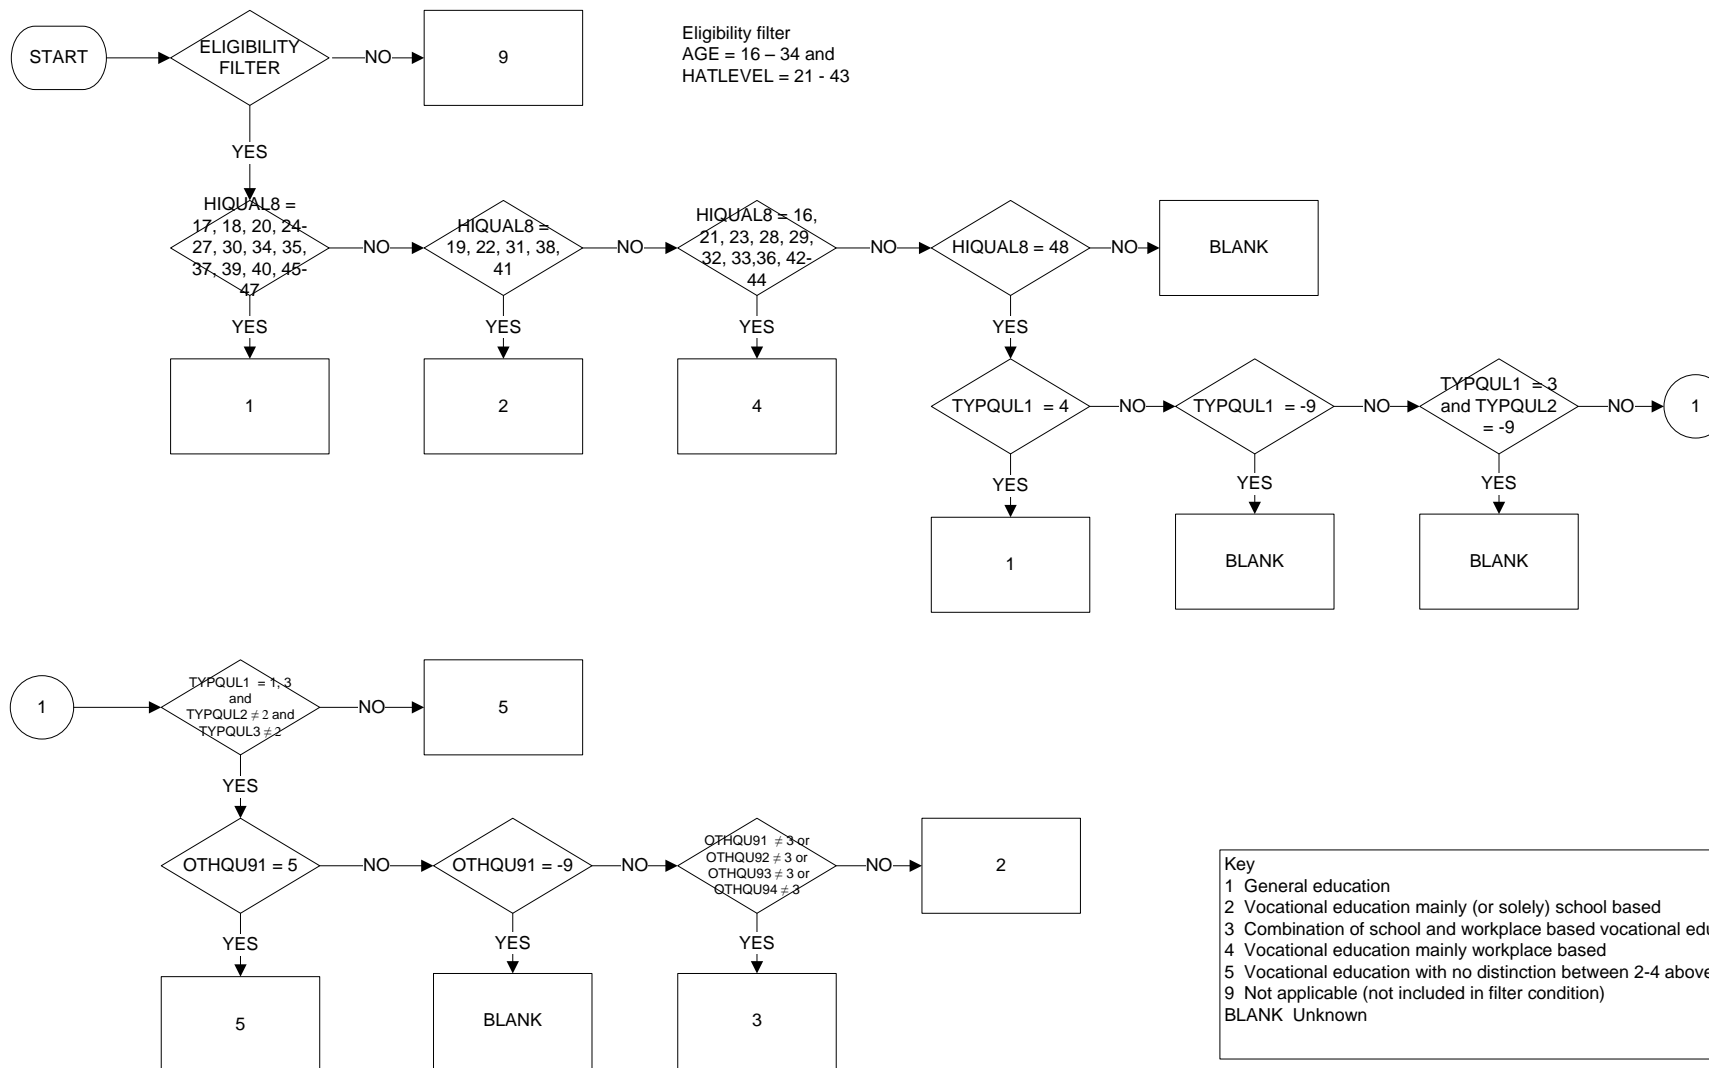 START
ELIGIBILITY
FILTER
NO
9
Eligibility filter
AGE = 16 – 34 and
HATLEVEL = 21 - 43
YES
HIQUAL8 =
17, 18, 20, 24-
27, 30, 34, 35,
37, 39, 40, 45-
47
NO
HIQUAL8 =
19, 22, 31, 38,
41
NO
HIQUAL8 = 16,
21, 23, 28, 29,
32, 33,36, 42-
44
NO
HIQUAL8 = 48
NO
BLANK
YES
YES
YES
YES
1
2
4
TYPQUL1 = 4
NO
TYPQUL1 = -9
NO
TYPQUL1 = 3
and TYPQUL2
= -9
NO
1
YES
YES
YES
1
BLANK
BLANK
1
TYPQUL1 = 1, 3
and
TYPQUL2 ≠ 2 and
TYPQUL3 ≠ 2
NO
5
YES
OTHQU91 = 5
NO
OTHQU91 = -9
NO
OTHQU91 ≠ 3 or
OTHQU92 ≠ 3 or
OTHQU93 ≠ 3 or
OTHQU94 ≠ 3
NO
2
YES
YES
YES
5
BLANK
3
Key
1 General education
2 Vocational education mainly (or solely) school based
3 Combination of school and workplace based vocational edu
4 Vocational education mainly workplace based
5 Vocational education with no distinction between 2-4 above
9 Not applicable (not included in filter condition)
BLANK Unknown